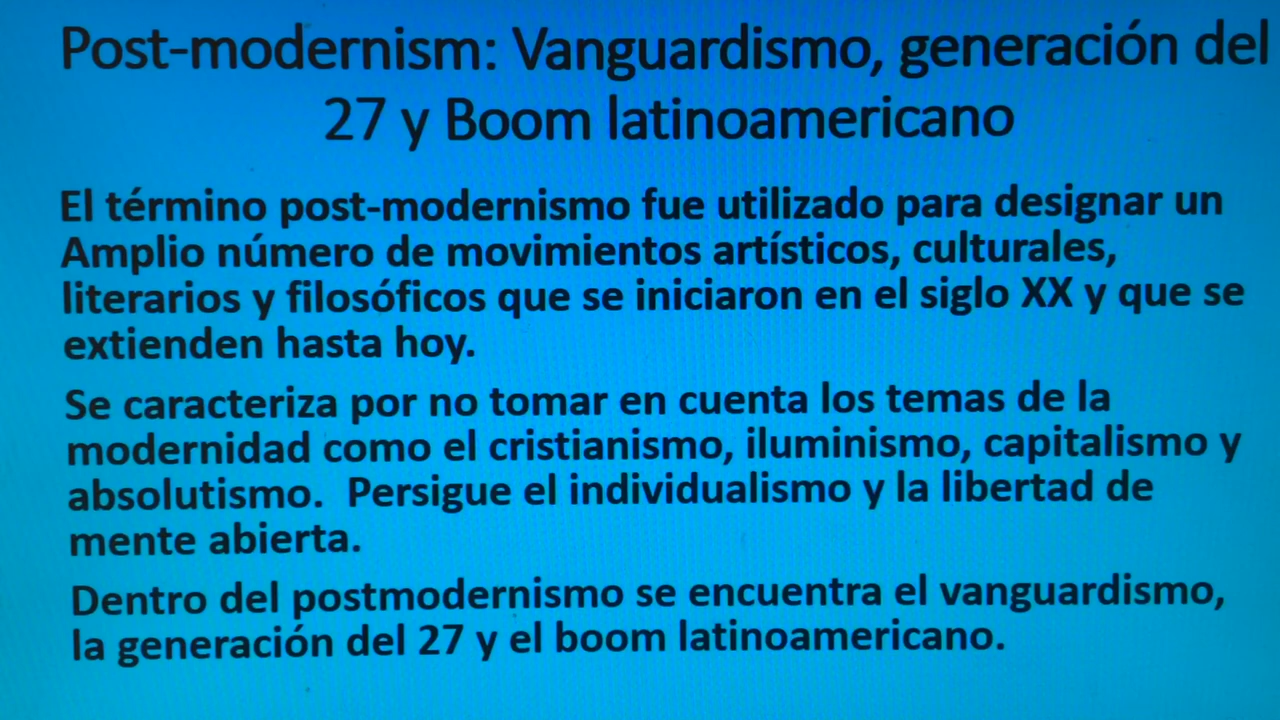 Post-modernism: Vanguardismo, generación del
27 y Boom latinoamericano
El término post-modernismo fue utilizado para designar un
Amplio número de movimientos artísticos, culturales,
literarios y filosóficos que se iniciaron en el siglo XX y que se
extienden hasta hoy.
Se caracteriza por no tomar en cuenta los temas de la
modernidad como el cristianismo, iluminismo, capitalismo y
absolutismo.  Persigue el individualismo y la libertad de
mente abierta.
Dentro del postmodernismo se encuentra el vanguardismo,
la generación del 27 y el boom latinoamericano.